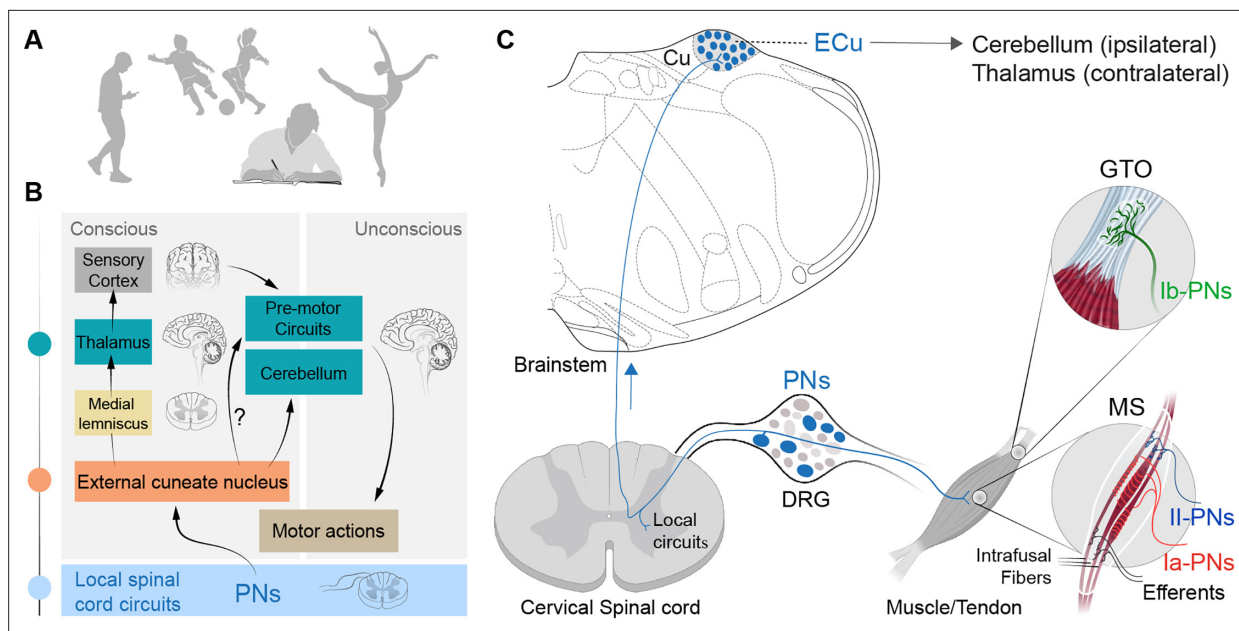 A
B
Conscious
Unconscious
Sensory
Cortex
Pre-motor
Circuits
Thalamus
Cerebellum
Medial
lemniscus
?
External cuneate nucleus
Motor actions
Local spinal
cord circuits
PNs
C
Cu
ECu
Cerebellum (ipsilateral)
Thalamus (contralateral)
GTO
Ib-PNs
Brainstem
PNs
DRG
MS
Local
circuits
II-PNs
Ia-PNs
Intrafusal
Fibers
Efferents
Cervical Spinal cord
Muscle/Tendon